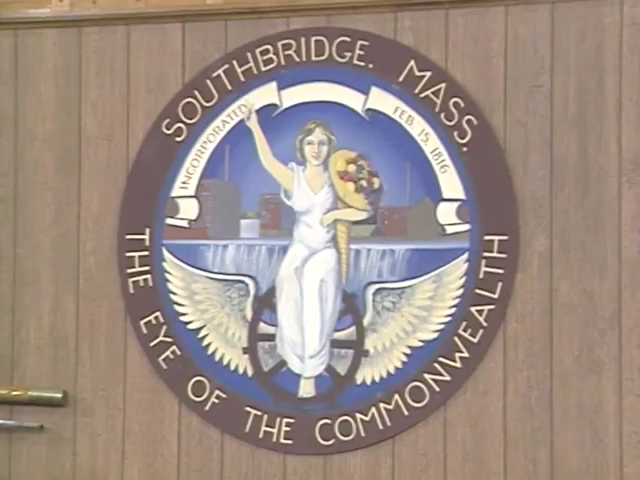 SOUTHBRIDGE. MASS.
INCORPORATED FEB. 15, 1816
THE EYE OF THE COMMONWEALTH